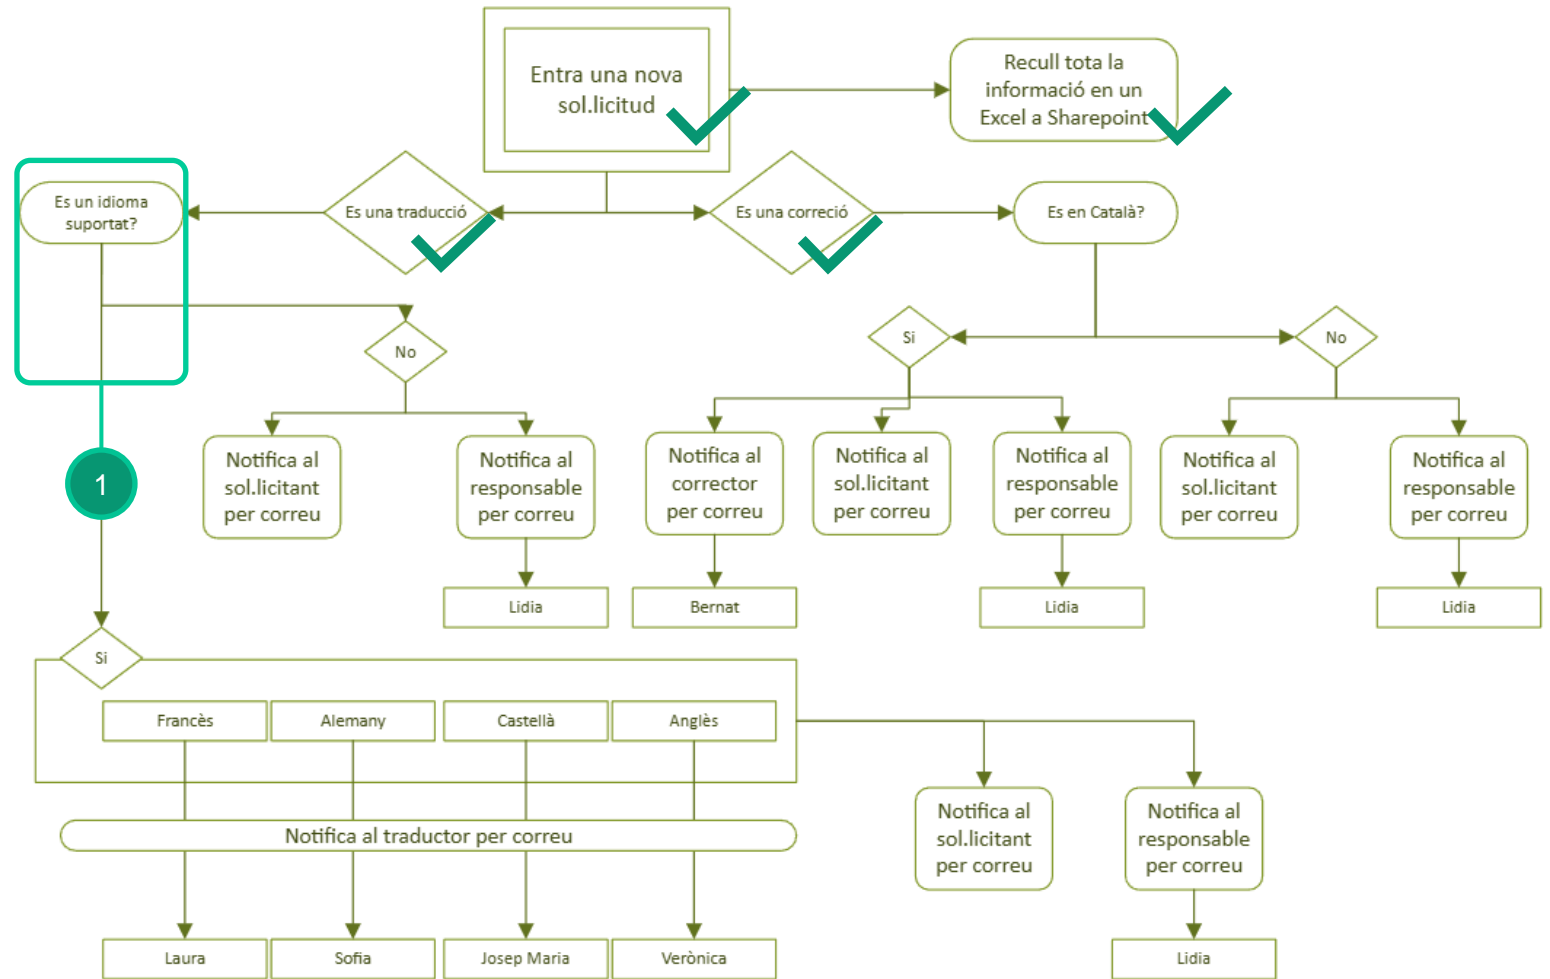 Entra una nova
sol.licitud
Recull tota la
informació en un
Excel a Sharepoint
Es un idioma
suportat?
Es una traducció
Es una correció
Es en Català?
No
Si
No
Notifica al
sol.licitant
per correu
Notifica al
responsable
per correu
Notifica al
corrector
per correu
Notifica al
sol.licitant
per correu
Notifica al
responsable
per correu
Notifica al
sol.licitant
per correu
Notifica al
responsable
per correu
1
Lidia
Bernat
Lidia
Lidia
Si
Francès
Alemany
Castellà
Anglès
Notifica al traductor per correu
Notifica al
sol.licitant
per correu
Notifica al
responsable
per correu
Laura
Sofia
Josep Maria
Verònica
Lidia